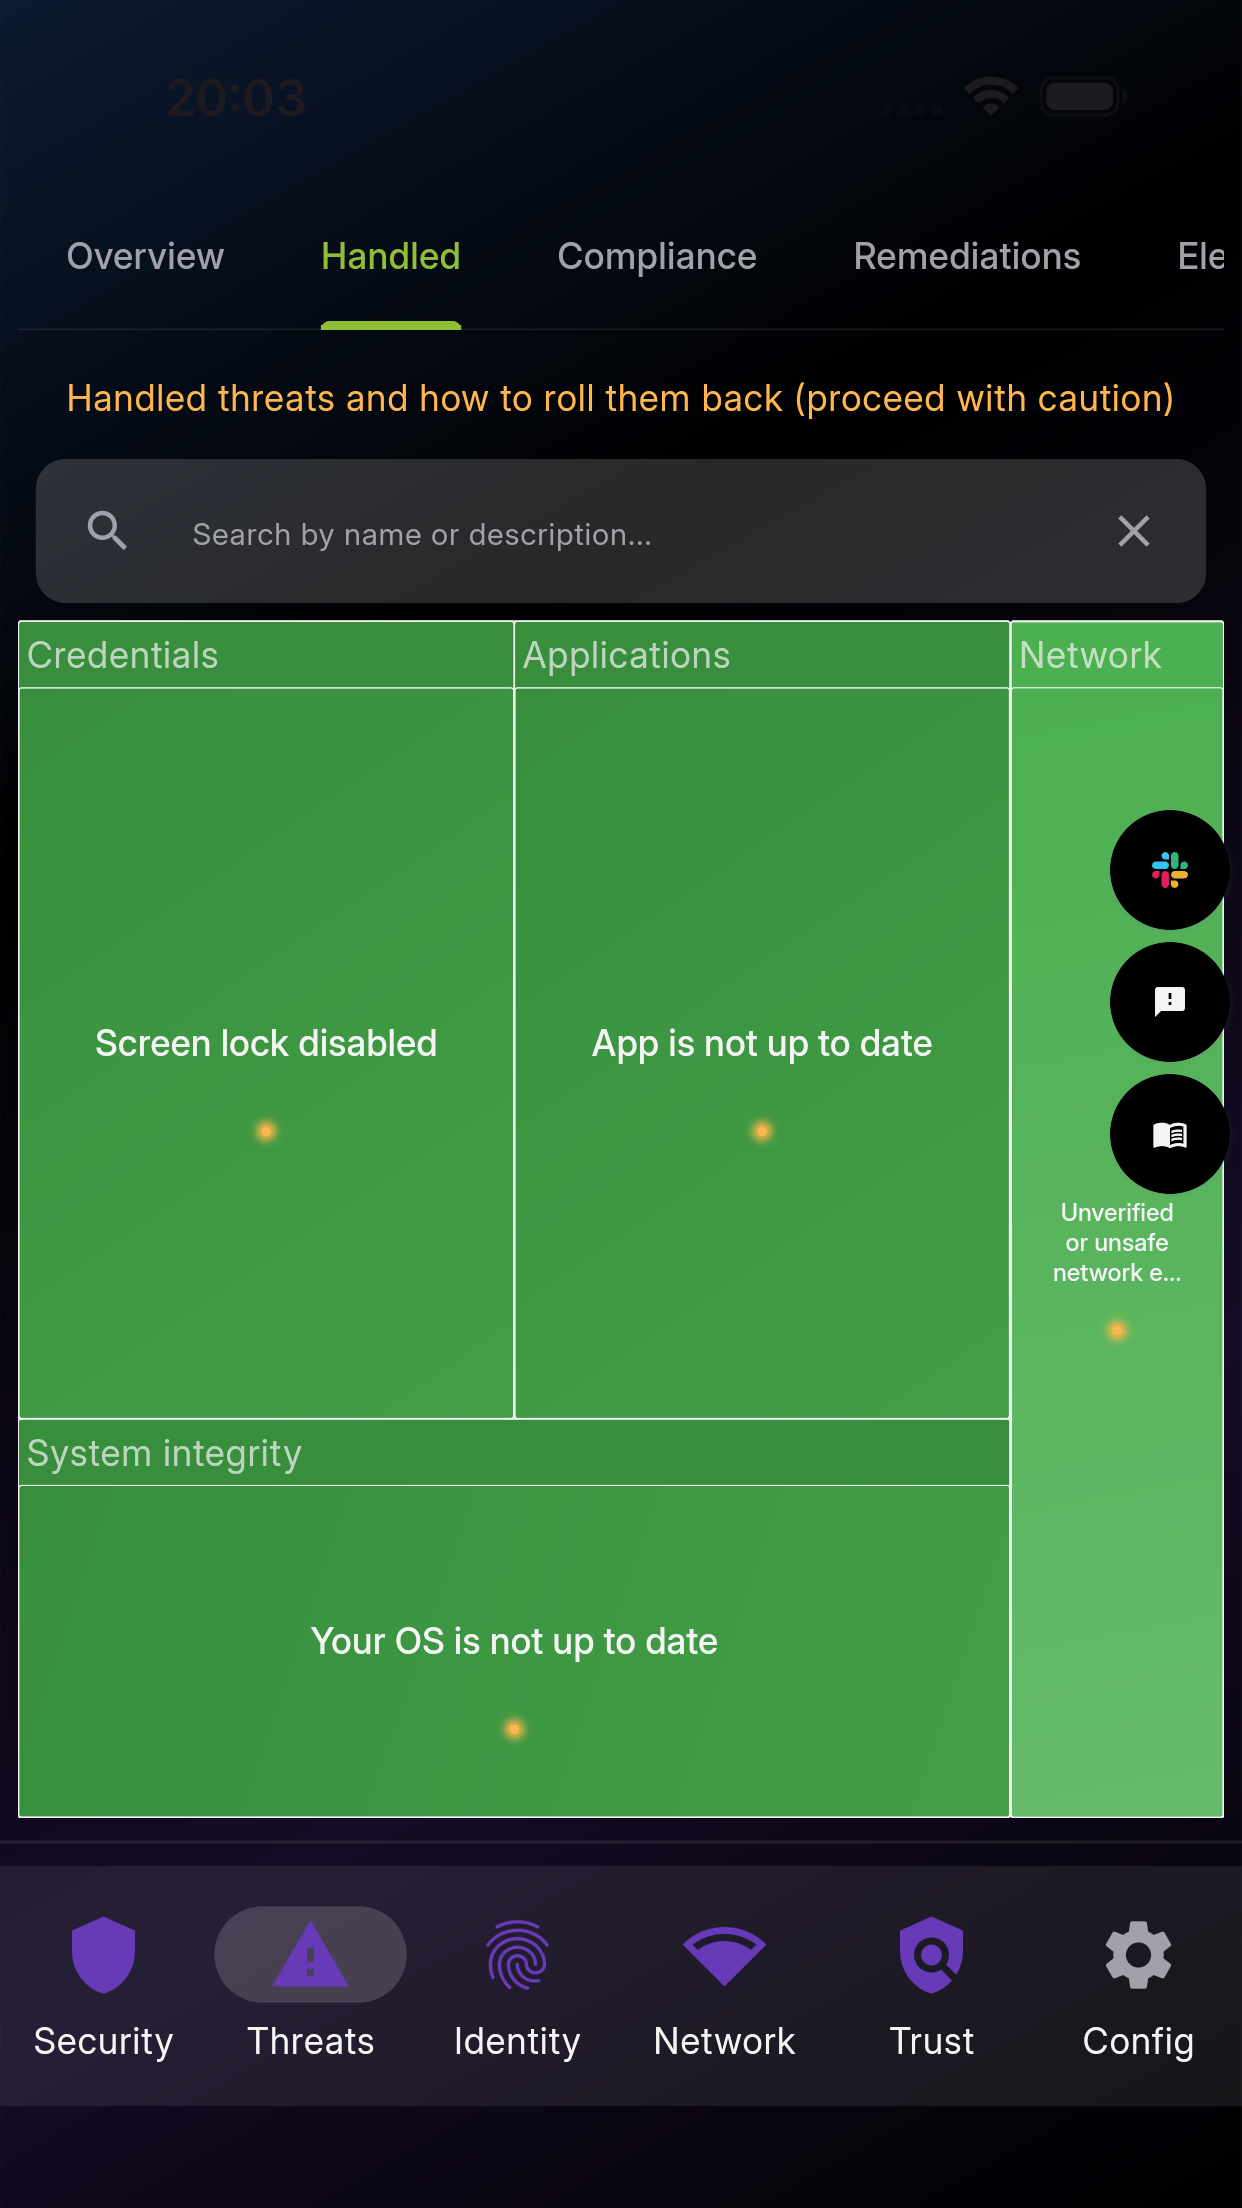 20:03
Overview Handled Compliance Remediations Ele
Handled threats and how to roll them back (proceed with caution)
Search by name or description...
Credentials Applications Network
Screen lock disabled
App is not up to date
Unverified
or unsafe
network e...
System integrity
Your OS is not up to date
Security Threats Identity Network Trust Config